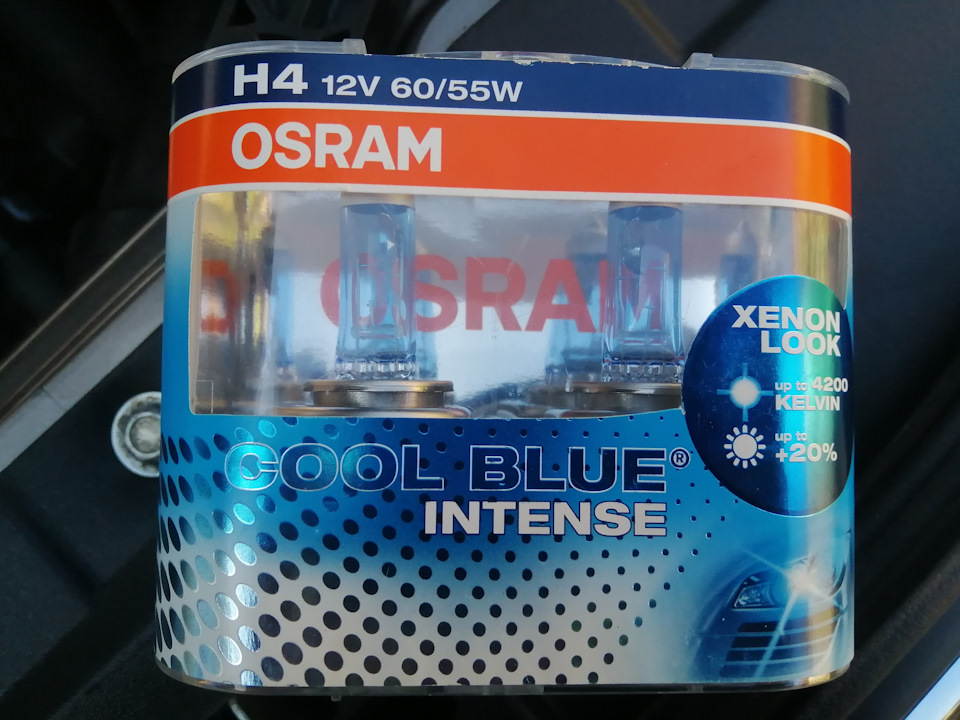 H4 12V 60/55W
OSRAM
OSRAM
XENON
LOOK
up to 4200
KELVIN
up to
+20%
COOL BLUE®
INTENSE